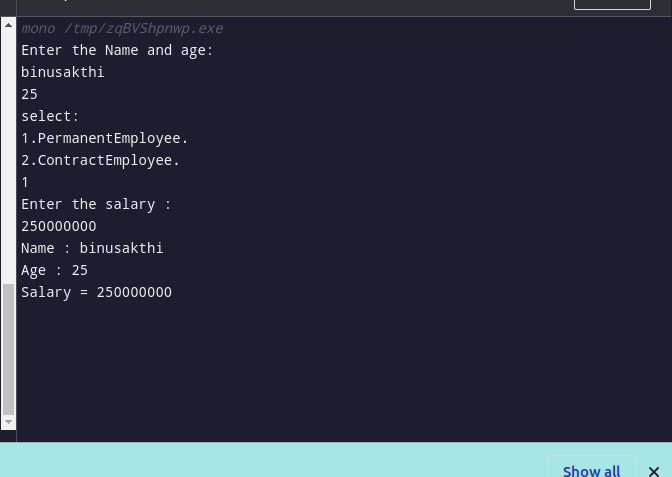 mono /tmp/zqBVShpnwp.exe
Enter the Name and age:
binusakthi
25
select:
1.PermanentEmployee.
2.ContractEmployee.
1
Enter the salary :
250000000
Name : binusakthi
Age : 25
Salary = 250000000
Show all